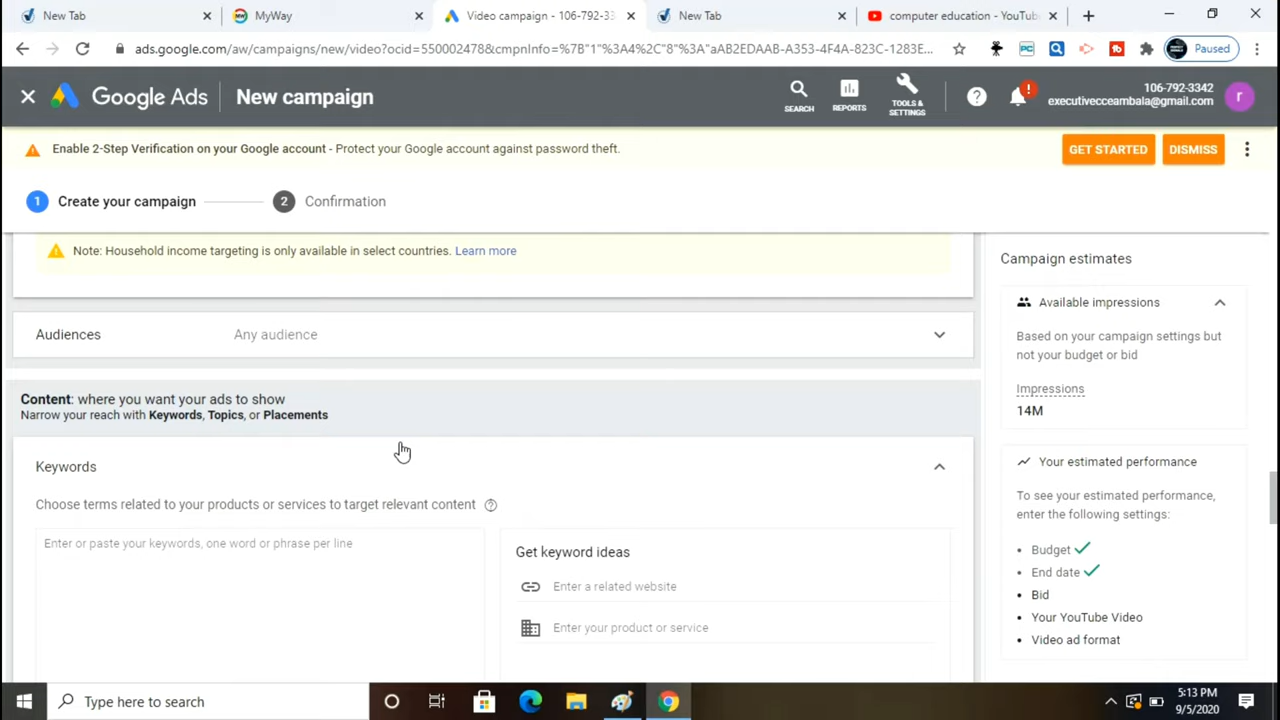 New Tab
MyWay
Video campaign - 106-792-33
New Tab
computer education - YouTube
ads.google.com/aw/campaigns/new/video?ocid=550002478&cmpnInfo=%7B"1"%3A4%2C"8"%3A"aAB2EDAAB-A353-4F4A-823C-1283E...
Paused
Google Ads
New campaign
SEARCH
REPORTS
TOOLS & SETTINGS
106-792-3342
executivecceambala@gmail.com
r
Enable 2-Step Verification on your Google account - Protect your Google account against password theft.
GET STARTED
DISMISS
1 Create your campaign
2 Confirmation
Note: Household income targeting is only available in select countries. Learn more
Audiences
Any audience
Content: where you want your ads to show
Narrow your reach with Keywords, Topics, or Placements
Keywords
Choose terms related to your products or services to target relevant content
Enter or paste your keywords, one word or phrase per line
Get keyword ideas
Enter a related website
Enter your product or service
Campaign estimates
Available impressions
Based on your campaign settings but
not your budget or bid
Impressions
14M
Your estimated performance
To see your estimated performance,
enter the following settings:
• Budget
• End date
• Bid
• Your YouTube Video
• Video ad format
Type here to search
5:13 PM
9/5/2020